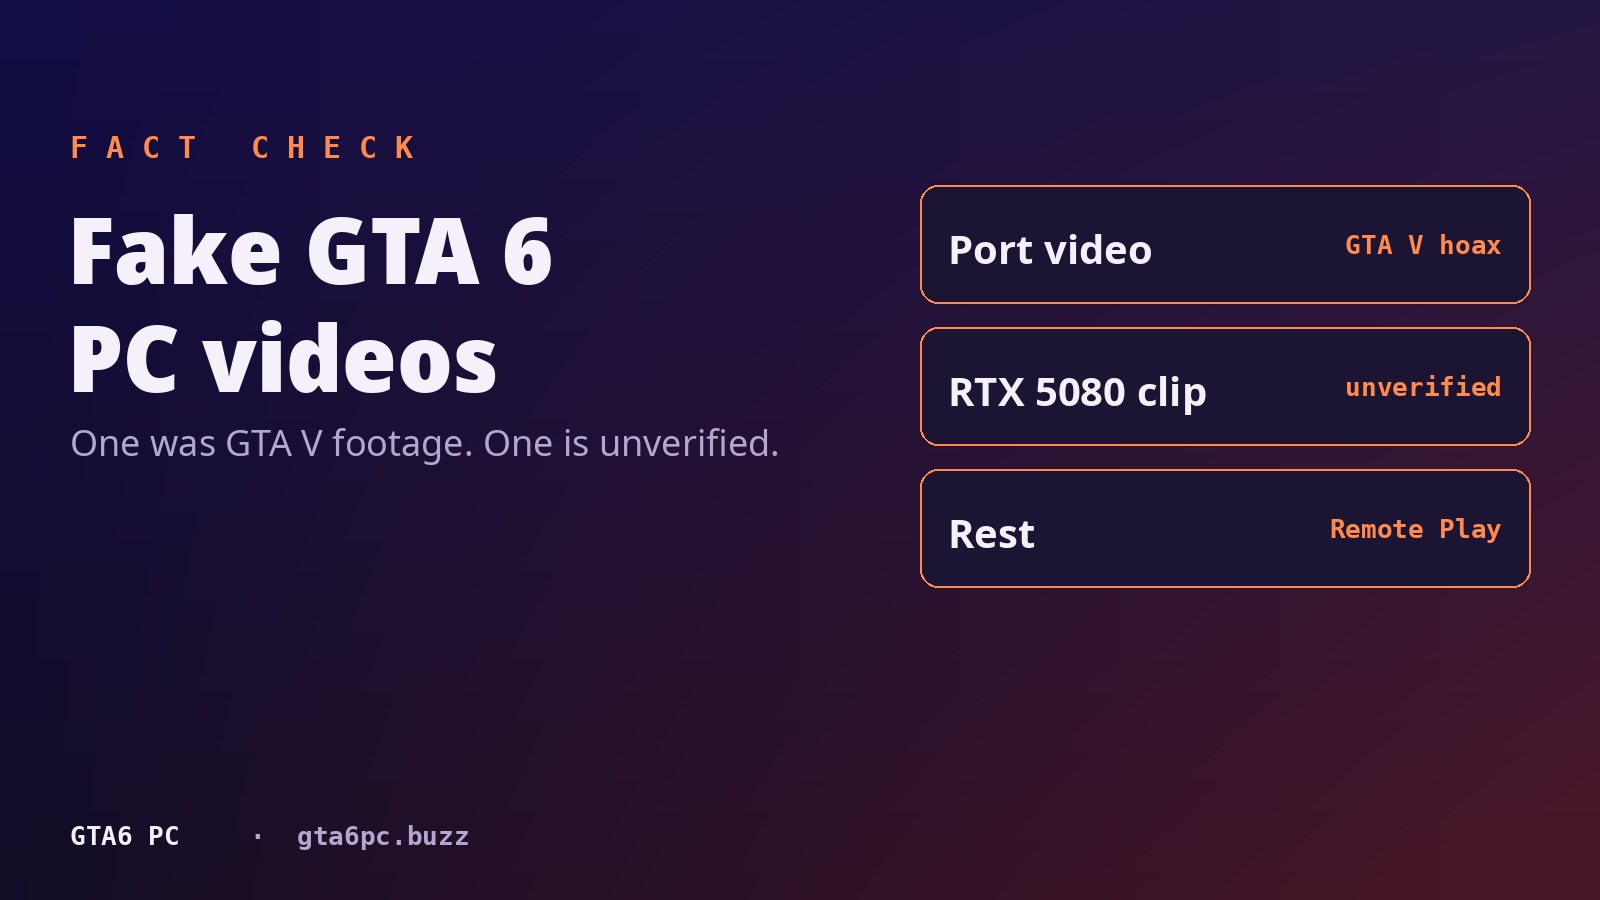 FACT CHECK
Fake GTA 6
PC videos
One was GTA V footage. One is unverified.
Port video GTA V hoax
RTX 5080 clip unverified
Rest Remote Play
GTA6 PC · gta6pc.buzz